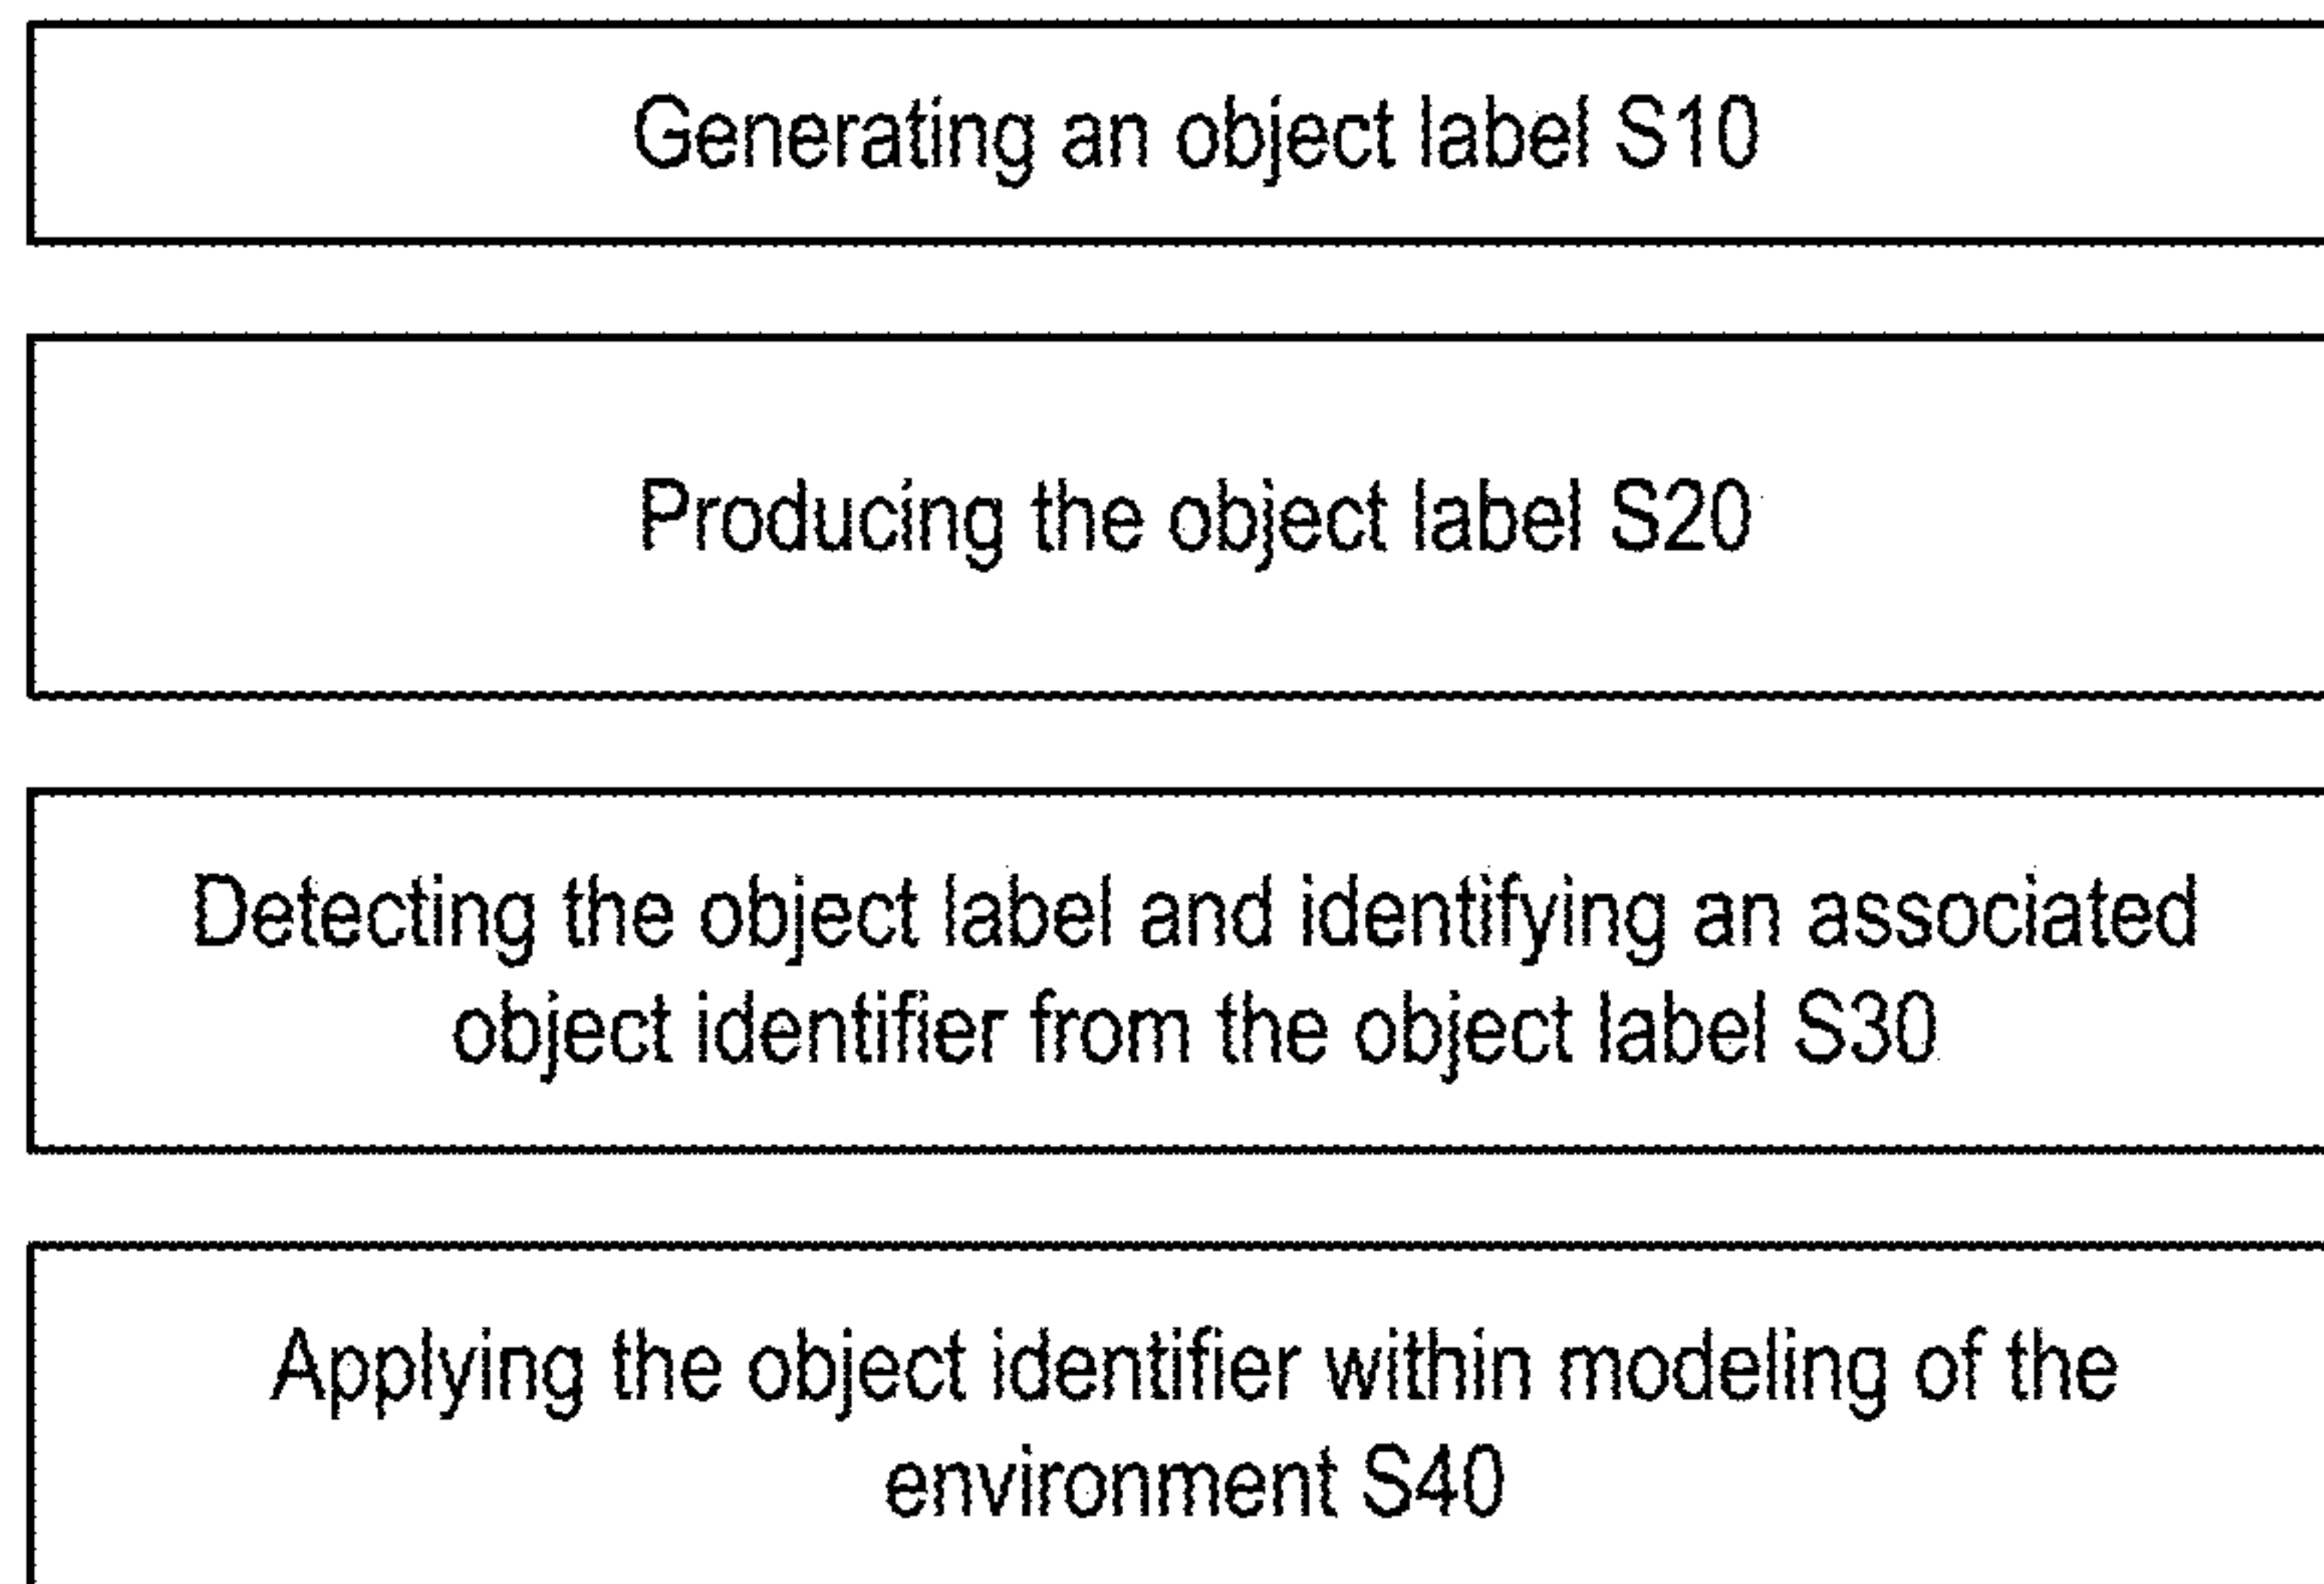 Generating an object label S10
Producing the object label S20
Detecting the object label and identifying an associated
object identifier from the object label S30
Applying the object identifier within modeling of the
environment S40